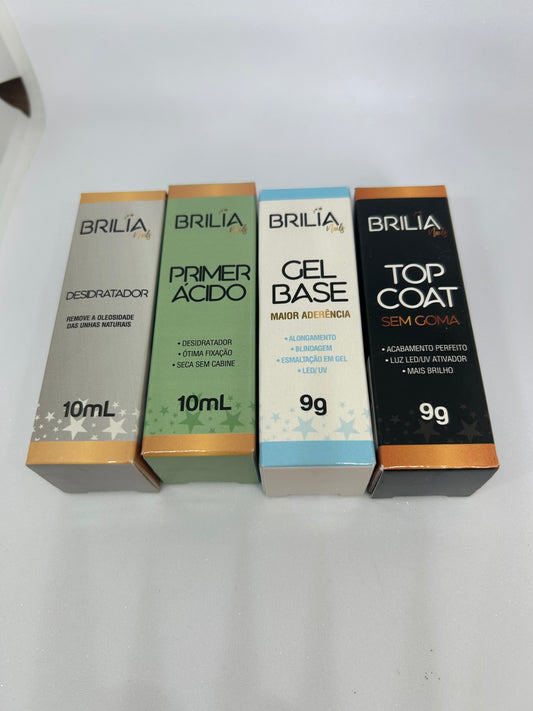 BRILIA
Nails
DESIDRATADOR
REMOVE A OLEOSIDADE
DAS UNHAS NATURAIS
10mL
BRILIA
Nails
PRIMER
ÁCIDO
• DESIDRATADOR
• ÓTIMA FIXAÇÃO
• SECA SEM CABINE
10mL
BRILIA
Nails
GEL
BASE
MAIOR ADERÊNCIA
• ALONGAMENTO
• BLINDAGEM
• ESMALTAÇÃO EM GEL
• LED/ UV
9g
BRILIA
Nails
TOP
COAT
SEM GOMA
• ACABAMENTO PERFEITO
• LUZ LED/UV ATIVADOR
• MAIS BRILHO
9g